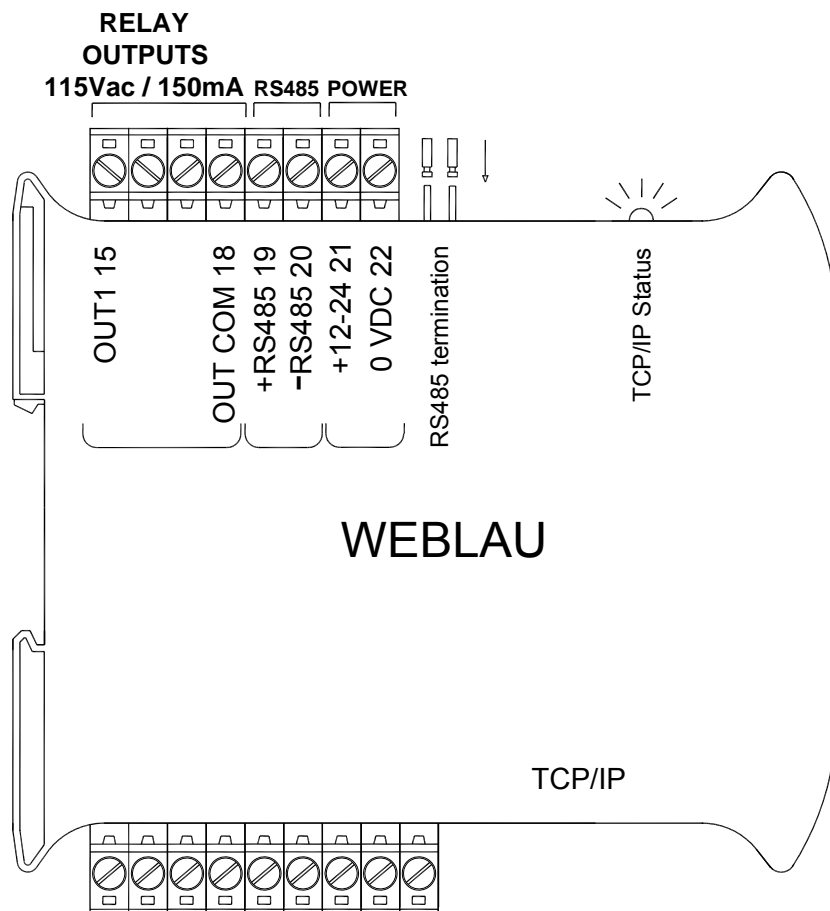 RELAY
OUTPUTS
115Vac / 150mA
RS485
POWER
OUT1 15
OUT COM 18
+RS485 19
-RS485 20
+12-24 21
0 VDC 22
RS485 termination
TCP/IP Status
WEBLAU
TCP/IP